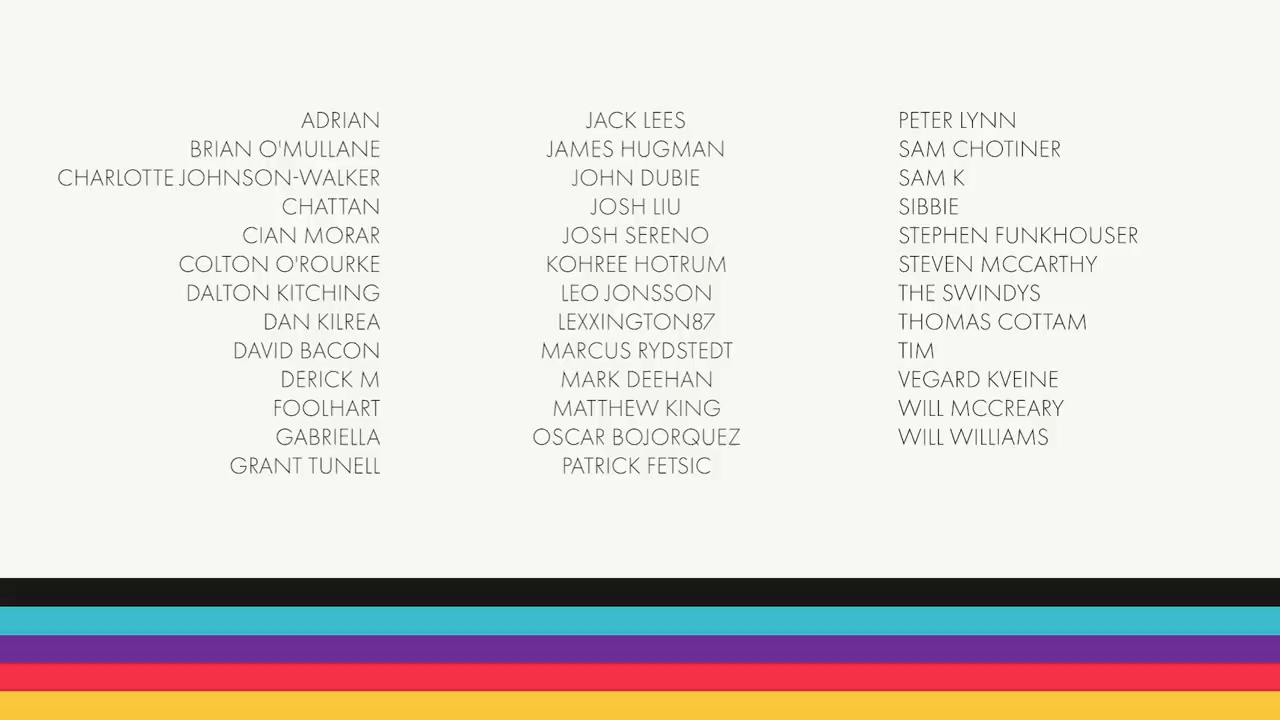 ADRIAN
BRIAN O'MULLANE
CHARLOTTE JOHNSON-WALKER
CHATTAN
CIAN MORAR
COLTON O'ROURKE
DALTON KITCHING
DAN KILREA
DAVID BACON
DERICK M
FOOLHART
GABRIELLA
GRANT TUNELL
JACK LEES
JAMES HUGMAN
JOHN DUBIE
JOSH LIU
JOSH SERENO
KOHREE HOTRUM
LEO JONSSON
LEXXINGTON87
MARCUS RYDSTEDT
MARK DEEHAN
MATTHEW KING
OSCAR BOJORQUEZ
PATRICK FETSIC
PETER LYNN
SAM CHOTINER
SAM K
SIBBIE
STEPHEN FUNKHOUSER
STEVEN MCCARTHY
THE SWINDYS
THOMAS COTTAM
TIM
VEGARD KVEINE
WILL MCCREARY
WILL WILLIAMS